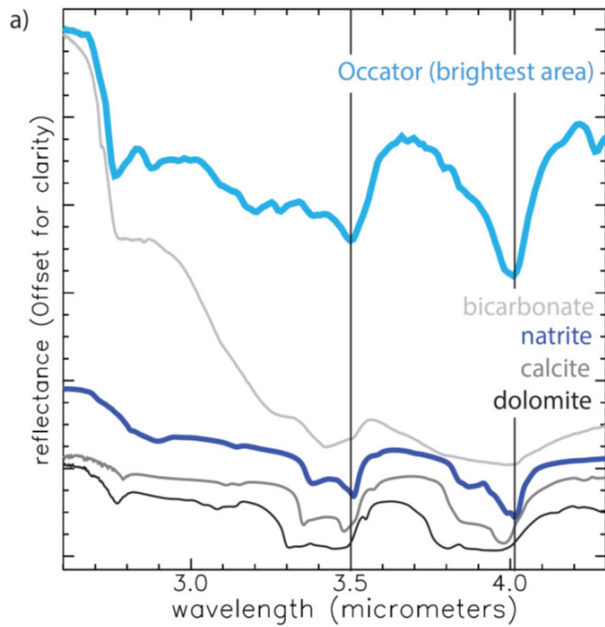 a)
Occator (brightest area)
bicarbonate
natrite
calcite
dolomite
reflectance (Offset for clarity)
3.0 3.5 4.0
wavelength (micrometers)